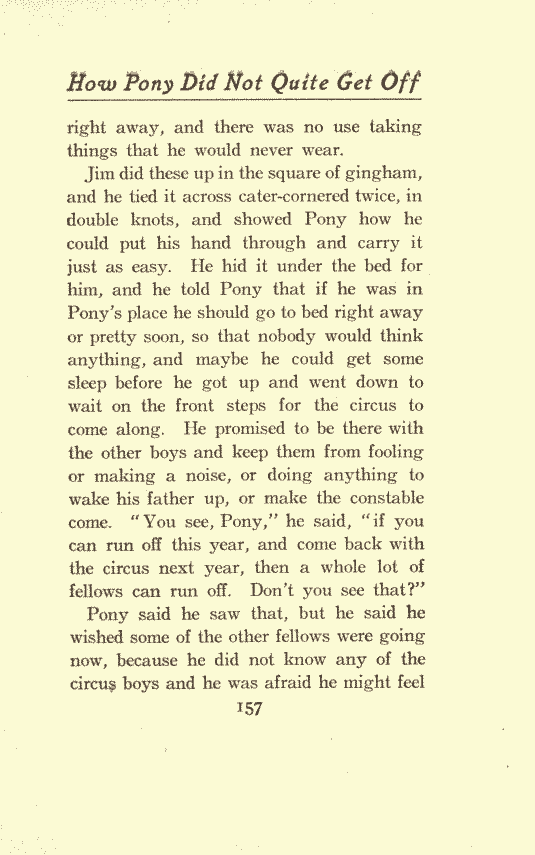 How Pony Did Not Quite Get Off
right away, and there was no use taking
things that he would never wear.
Jim did these up in the square of gingham,
and he tied it across cater-cornered twice, in
double knots, and showed Pony how he
could put his hand through and carry it
just as easy. He hid it under the bed for
him, and he told Pony that if he was in
Pony's place he should go to bed right away
or pretty soon, so that nobody would think
anything, and maybe he could get some
sleep before he got up and went down to
wait on the front steps for the circus to
come along. He promised to be there with
the other boys and keep them from fooling
or making a noise, or doing anything to
wake his father up, or make the constable
come. "You see, Pony," he said, "if you
can run off this year, and come back with
the circus next year, then a whole lot of
fellows can run off. Don't you see that?"
Pony said he saw that, but he said he
wished some of the other fellows were going
now, because he did not know any of the
circus boys and he was afraid he might feel
157